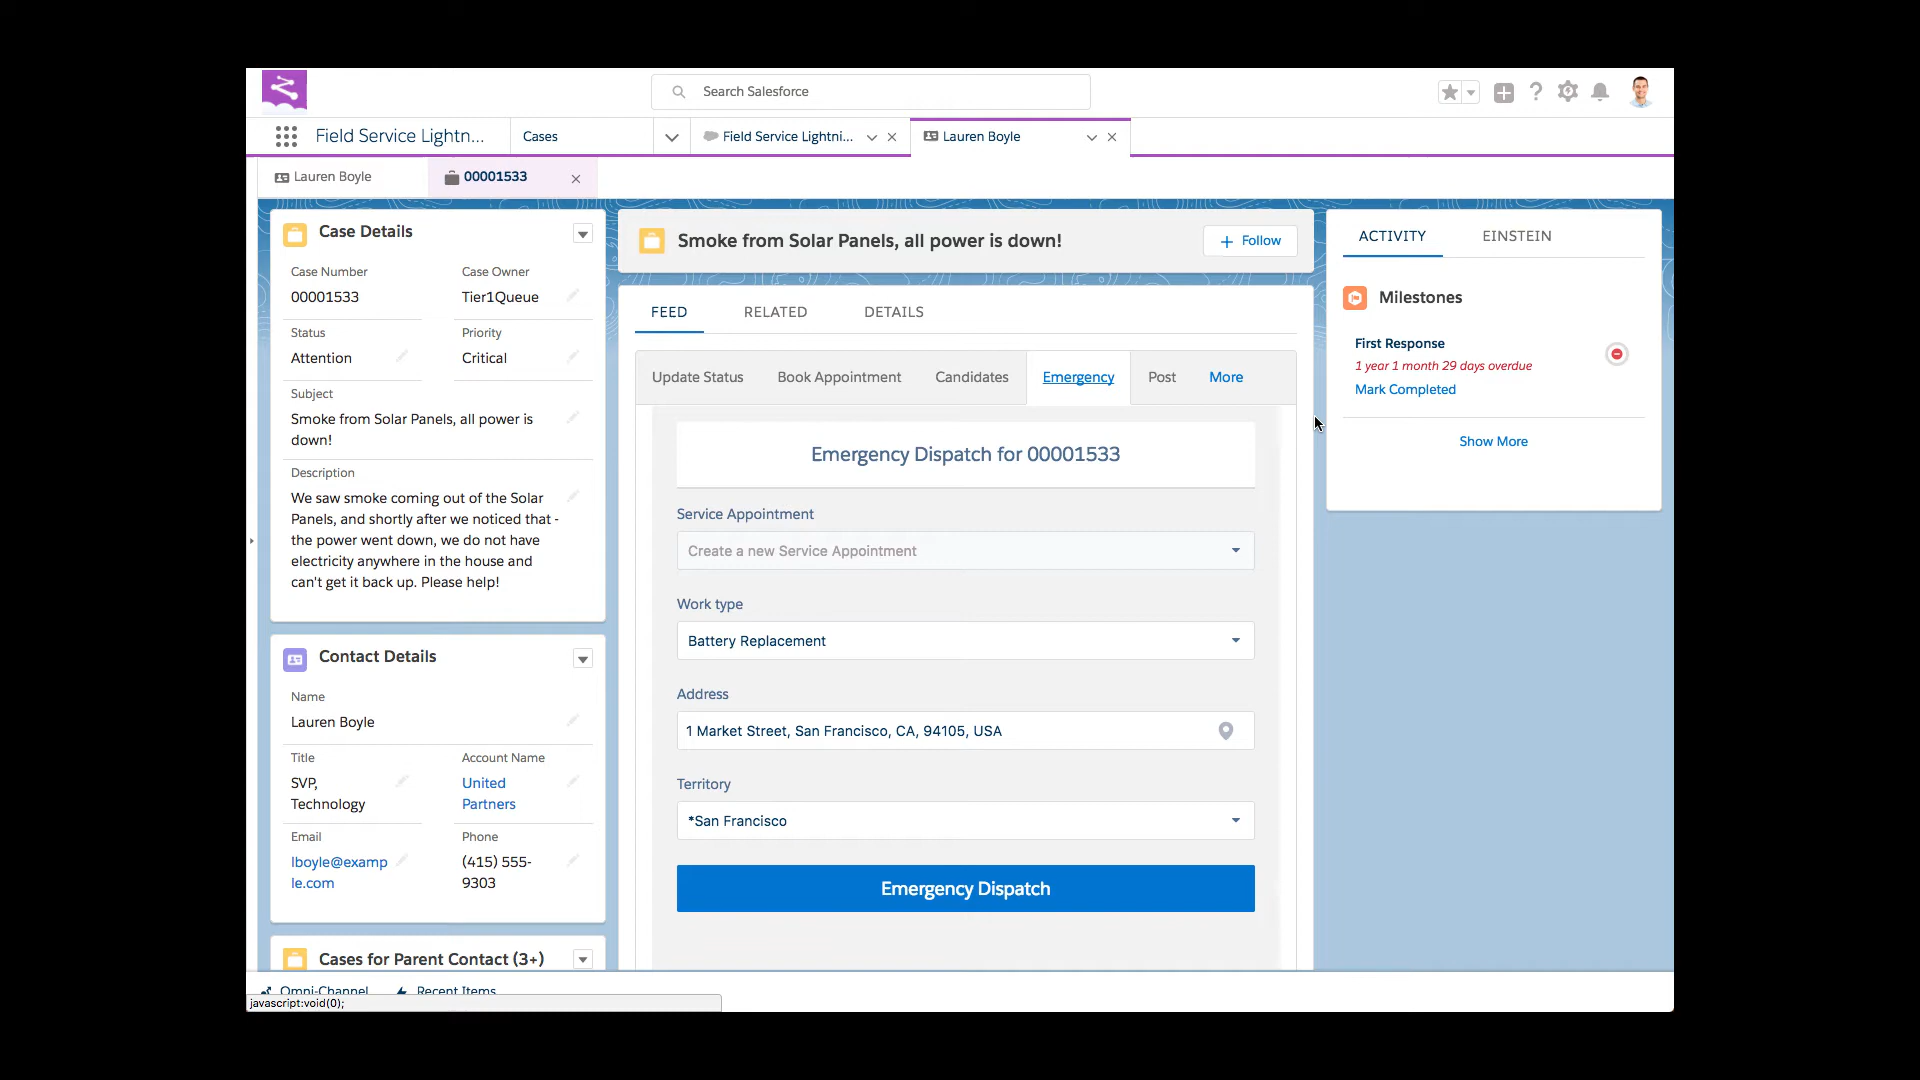 Search Salesforce
Field Service Lightn...
Cases
Field Service Lightni...
Lauren Boyle
Lauren Boyle
00001533
Case Details
Case Number
00001533
Case Owner
Tier1Queue
Status
Attention
Priority
Critical
Subject
Smoke from Solar Panels, all power is
down!
Description
We saw smoke coming out of the Solar
Panels, and shortly after we noticed that -
the power went down, we do not have
electricity anywhere in the house and
can't get it back up. Please help!
Contact Details
Name
Lauren Boyle
Title
SVP,
Technology
Account Name
United
Partners
Email
lboyle@examp
le.com
Phone
(415) 555-
9303
Cases for Parent Contact (3+)
Smoke from Solar Panels, all power is down!
Follow
FEED
RELATED
DETAILS
Update Status
Book Appointment
Candidates
Emergency
Post
More
Emergency Dispatch for 00001533
Service Appointment
Create a new Service Appointment
Work type
Battery Replacement
Address
1 Market Street, San Francisco, CA, 94105, USA
Territory
*San Francisco
Emergency Dispatch
ACTIVITY
EINSTEIN
Milestones
First Response
1 year 1 month 29 days overdue
Mark Completed
Show More
Omni-Channel
Recent Items
javascript:void(0);